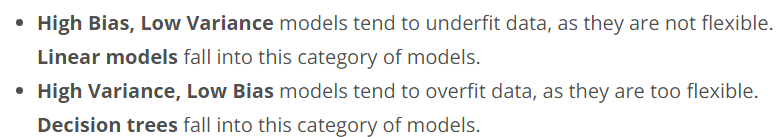 • High Bias, Low Variance models tend to underfit data, as they are not flexible.
Linear models fall into this category of models.
• High Variance, Low Bias models tend to overfit data, as they are too flexible.
Decision trees fall into this category of models.